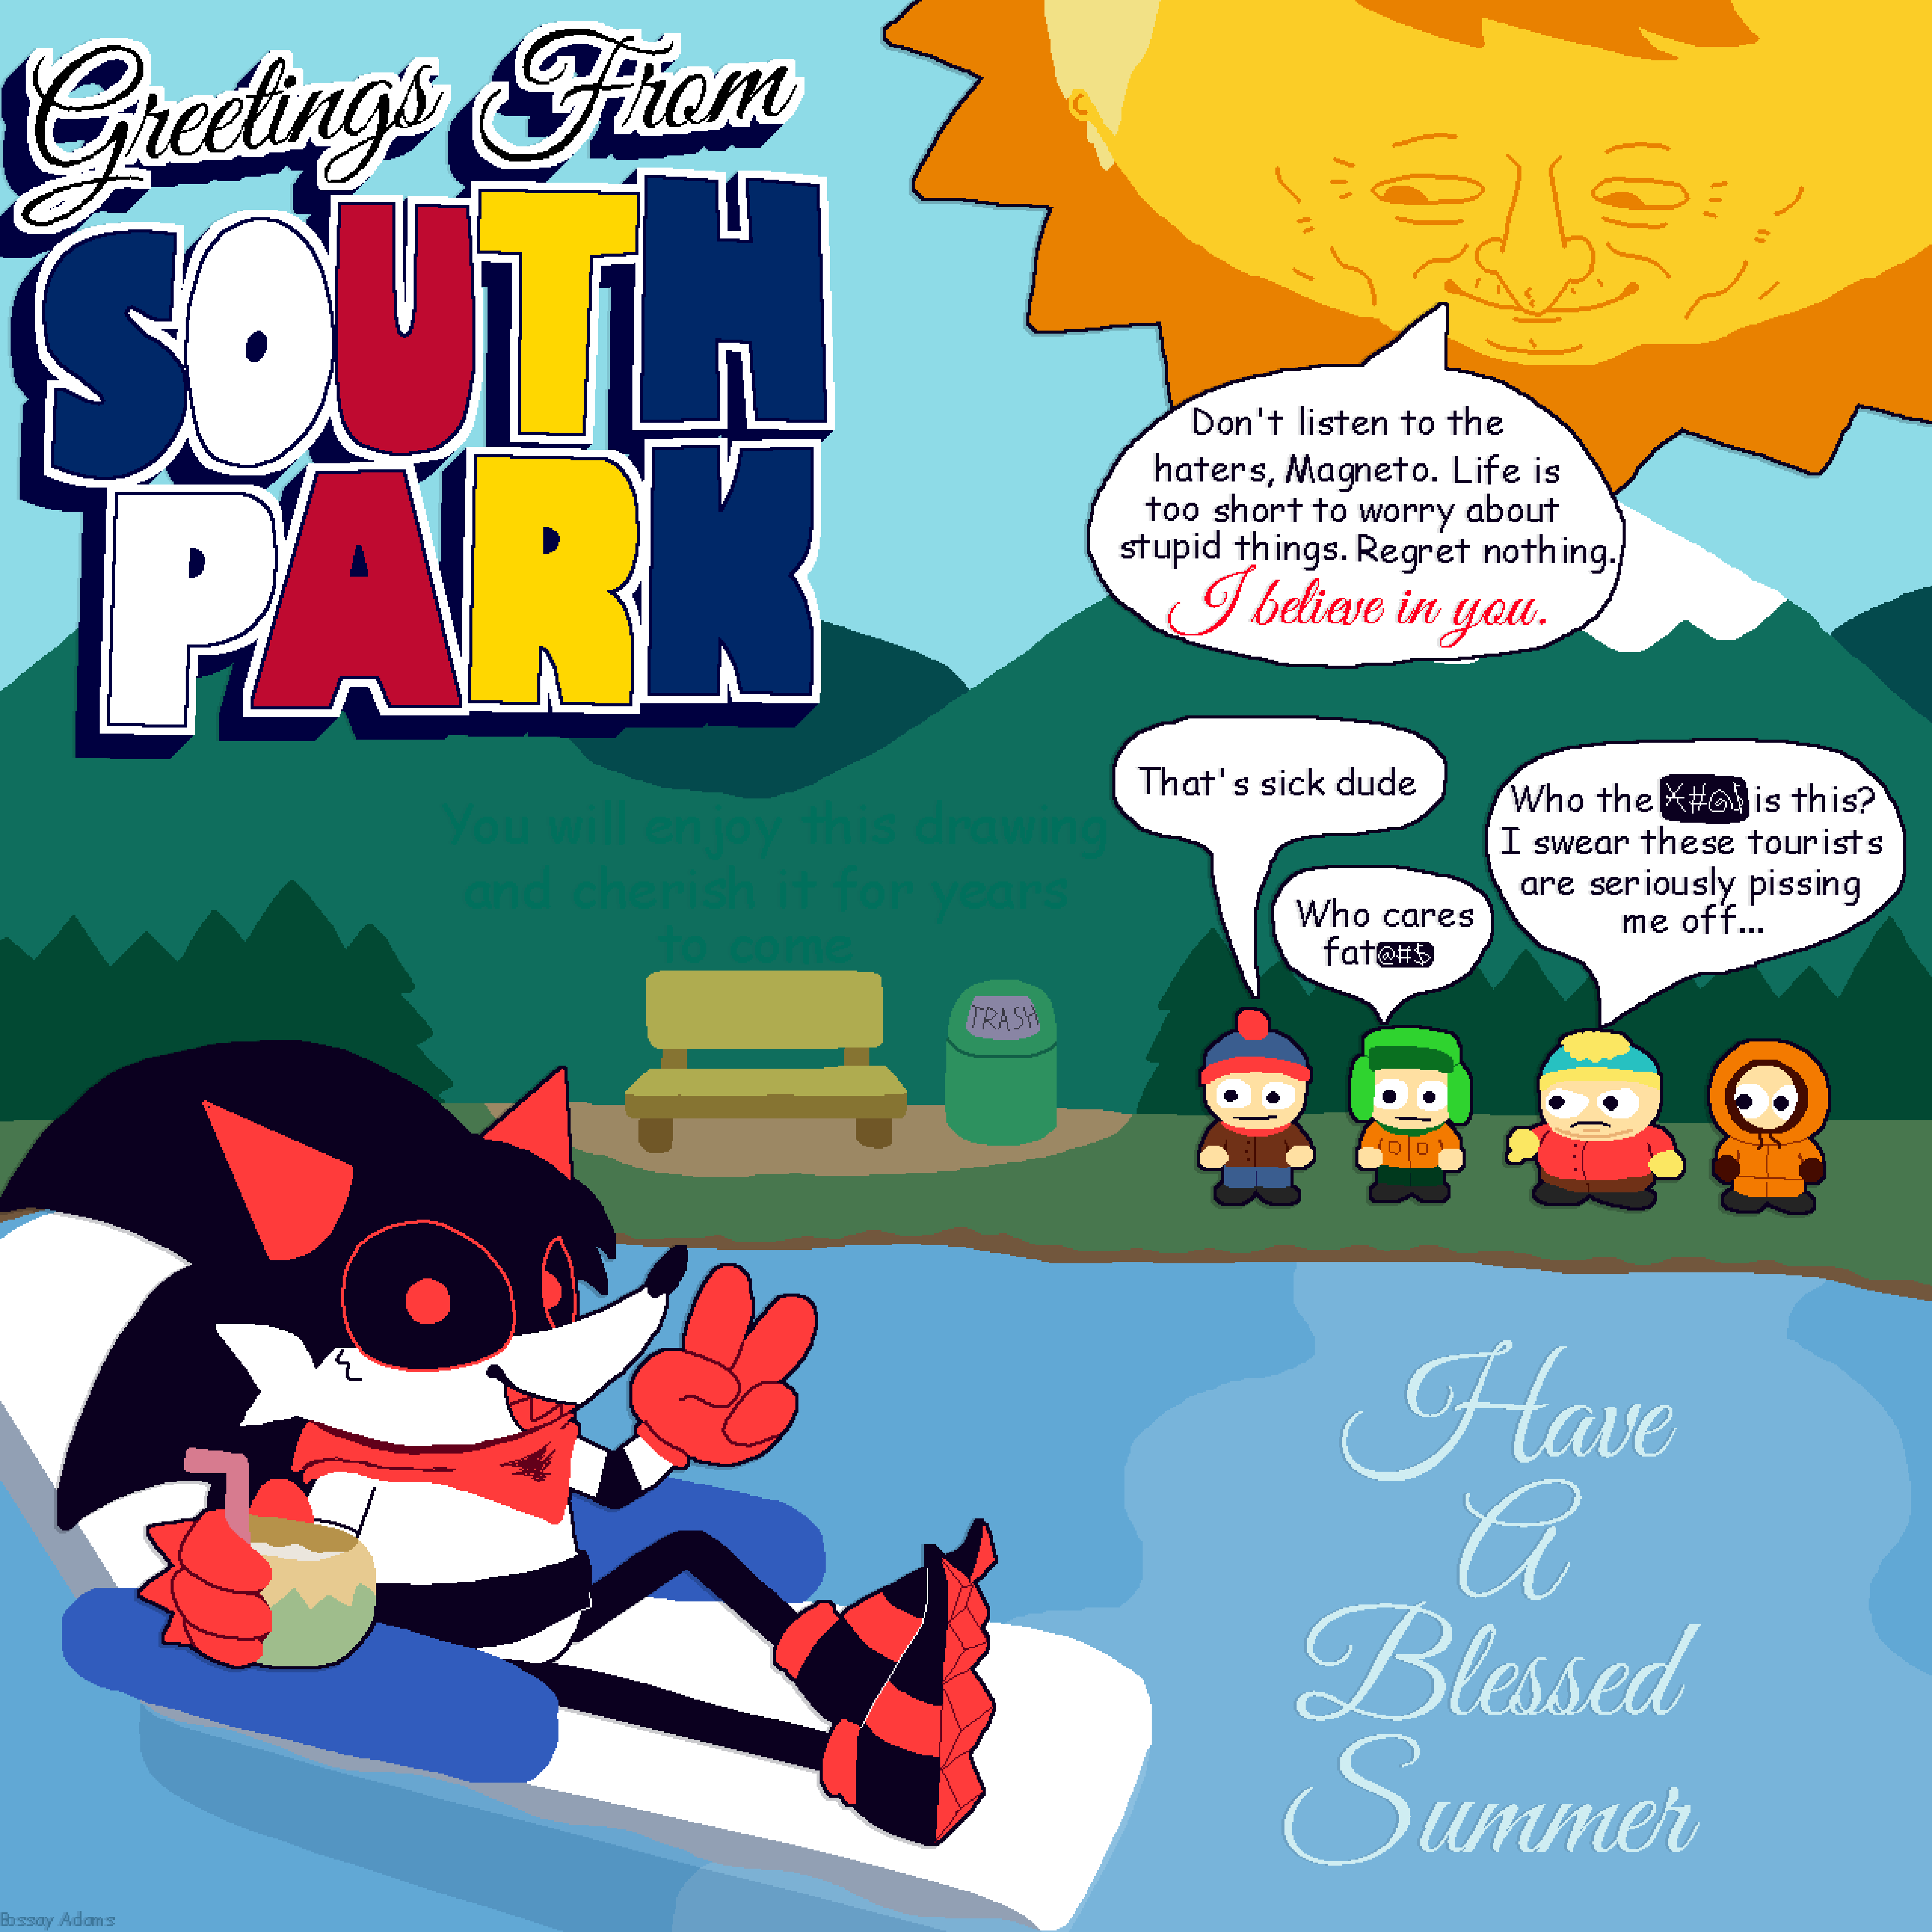 Greetings From
SOUTH
PARK
Don't listen to the
haters, Magneto. Life is
too short to worry about
stupid things. Regret nothing.
I believe in you.
That's sick dude
Who the *#@$ is this?
I swear these tourists
are seriously pissing
me off...
Who cares
fat@#$
You will enjoy this drawing
and cherish it for years
to come
TRASH
Have
A
Blessed
Summer
Bossay Adams